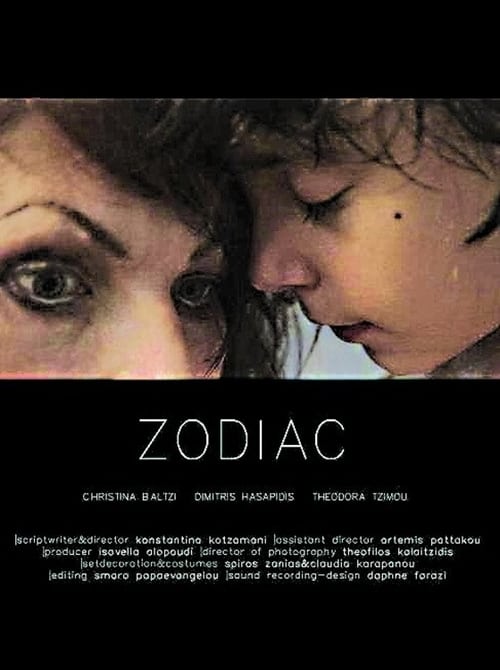 ZODIAC
CHRISTINA BALTZI DIMITRIS HASAPIDIS THEODORA TZIMOU
|scriptwriter&director konstantina kotzamani |assistant director artemis pattakou
|producer isavella alopoudi |director of photography theofilos kalaitzidis
|setdecoration&costumes spiros zanias&claudia karapanou
|editing smaro papaevangelou |sound recording-design daphne farazi